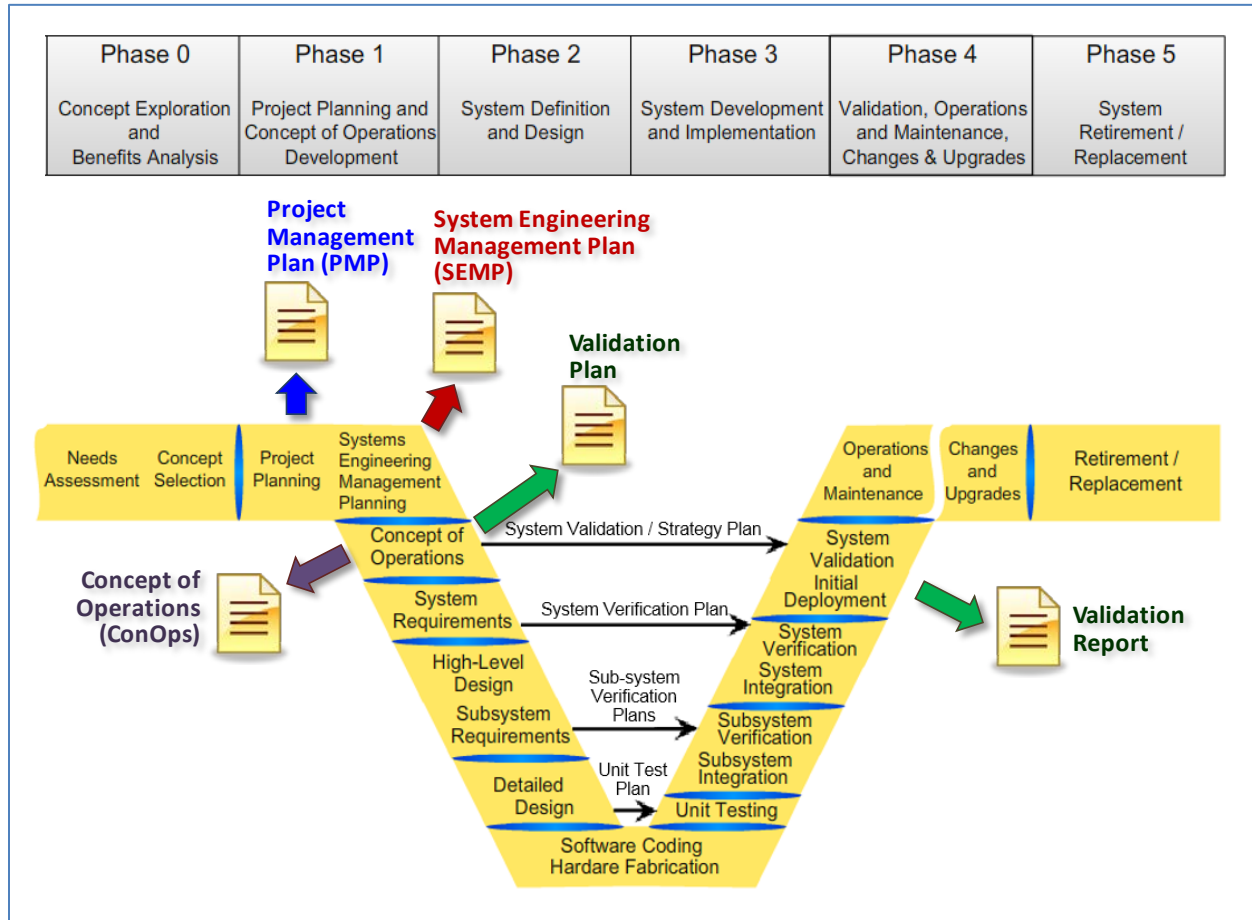 Phase 0
Concept Exploration
and
Benefits Analysis
Phase 1
Project Planning and
Concept of Operations
Development
Phase 2
System Definition
and Design
Phase 3
System Development
and Implementation
Phase 4
Validation, Operations
and Maintenance,
Changes & Upgrades
Phase 5
System
Retirement /
Replacement
Project
Management
Plan (PMP)
System Engineering
Management Plan
(SEMP)
Validation
Plan
Needs
Assessment
Concept
Selection
Project
Planning
Systems
Engineering
Management
Planning
Operations
and
Maintenance
Changes
and
Upgrades
Retirement /
Replacement
Concept of
Operations
System Validation / Strategy Plan
System
Validation
Initial
Deployment
Concept of
Operations
(ConOps)
System
Requirements
System Verification Plan
System
Verification
System
Integration
Validation
Report
High-Level
Design
Subsystem
Requirements
Sub-system
Verification
Plans
Subsystem
Verification
Subsystem
Integration
Detailed
Design
Unit Test
Plan
Unit Testing
Software Coding
Hardare Fabrication